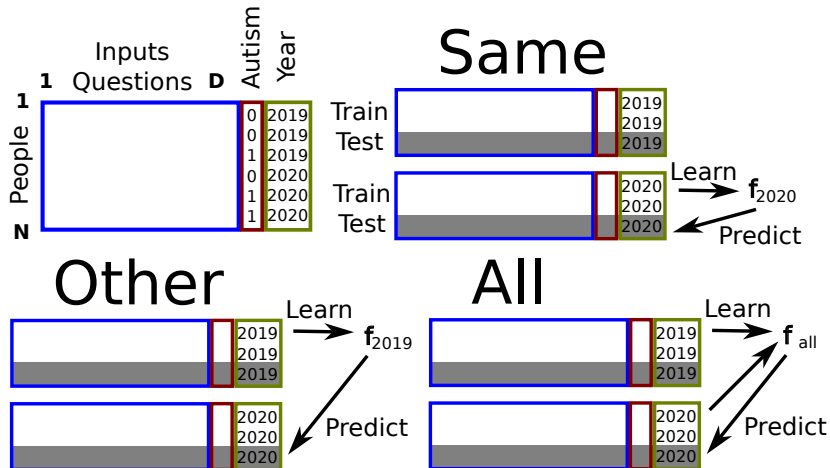 Inputs
Questions
1 D
Autism
Year
People
1
N
0 2019
0 2019
1 2019
0 2020
1 2020
1 2020
Same
Train
Test
2019
2019
2019
Train
Test
2020
2020
2020
Learn
f2020
Predict
Other
2019
2019
2019
Learn
f2019
2020
2020
2020
Predict
All
2019
2019
2019
Learn
f all
2020
2020
2020
Predict